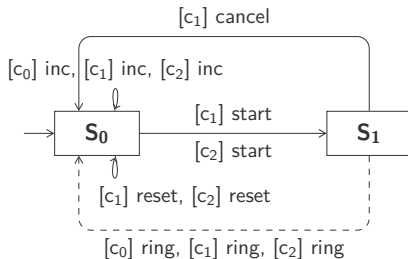 [c₁] cancel
[c₀] inc, [c₁] inc, [c₂] inc
S₀
[c₁] start
[c₂] start
S₁
[c₁] reset, [c₂] reset
[c₀] ring, [c₁] ring, [c₂] ring